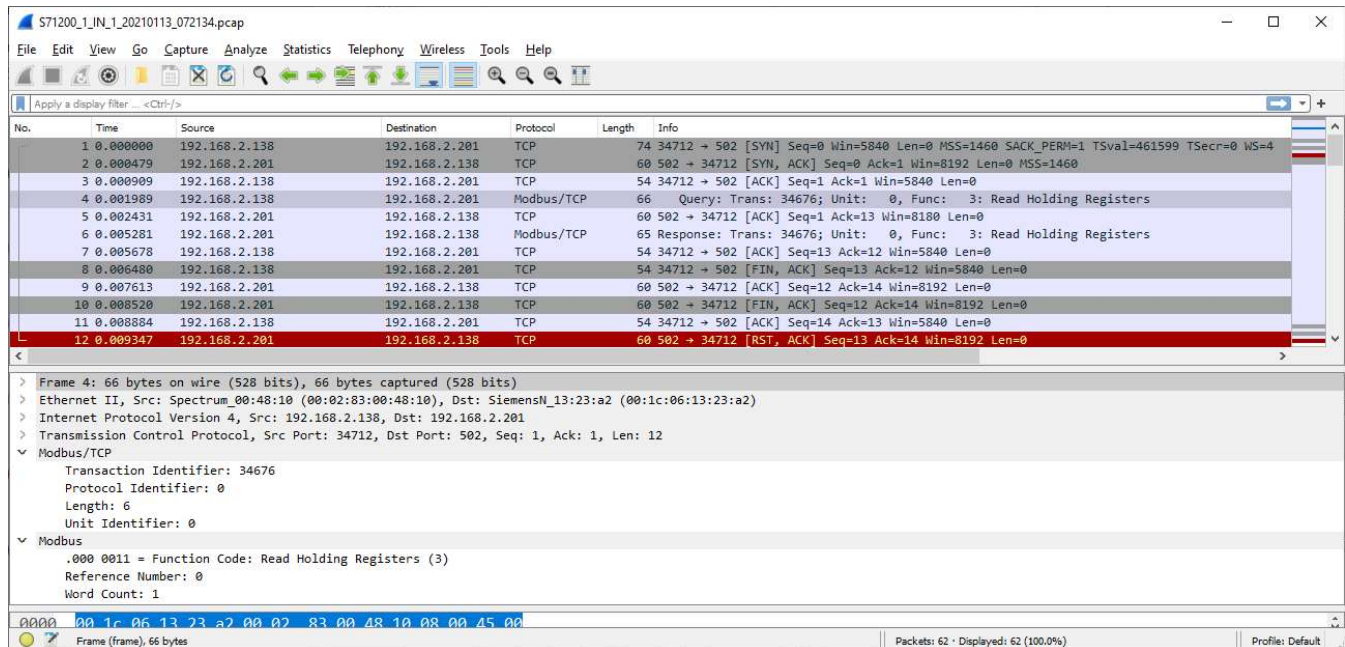 S71200_1_IN_1_20210113_072134.pcap
File Edit View Go Capture Analyze Statistics Telephony Wireless Tools Help
Apply a display filter ... <Ctrl-/>
No. Time Source Destination Protocol Length Info
1 0.000000 192.168.2.138 192.168.2.201 TCP 74 34712 → 502 [SYN] Seq=0 Win=5840 Len=0 MSS=1460 SACK_PERM=1 TSval=461599 TSecr=0 WS=4
2 0.000479 192.168.2.201 192.168.2.138 TCP 60 502 → 34712 [SYN, ACK] Seq=0 Ack=1 Win=8192 Len=0 MSS=1460
3 0.000909 192.168.2.138 192.168.2.201 TCP 54 34712 → 502 [ACK] Seq=1 Ack=1 Win=5840 Len=0
4 0.001989 192.168.2.138 192.168.2.201 Modbus/TCP 66 Query: Trans: 34676; Unit: 0, Func: 3: Read Holding Registers
5 0.002431 192.168.2.201 192.168.2.138 TCP 60 502 → 34712 [ACK] Seq=1 Ack=13 Win=8180 Len=0
6 0.005281 192.168.2.201 192.168.2.138 Modbus/TCP 65 Response: Trans: 34676; Unit: 0, Func: 3: Read Holding Registers
7 0.005678 192.168.2.138 192.168.2.201 TCP 54 34712 → 502 [ACK] Seq=13 Ack=12 Win=5840 Len=0
8 0.006480 192.168.2.138 192.168.2.201 TCP 54 34712 → 502 [FIN, ACK] Seq=13 Ack=12 Win=5840 Len=0
9 0.007613 192.168.2.201 192.168.2.138 TCP 60 502 → 34712 [ACK] Seq=12 Ack=14 Win=8192 Len=0
10 0.008520 192.168.2.201 192.168.2.138 TCP 60 502 → 34712 [FIN, ACK] Seq=12 Ack=14 Win=8192 Len=0
11 0.008884 192.168.2.138 192.168.2.201 TCP 54 34712 → 502 [ACK] Seq=14 Ack=13 Win=5840 Len=0
12 0.009347 192.168.2.201 192.168.2.138 TCP 60 502 → 34712 [RST, ACK] Seq=13 Ack=14 Win=8192 Len=0
Frame 4: 66 bytes on wire (528 bits), 66 bytes captured (528 bits)
Ethernet II, Src: Spectrum_00:48:10 (00:02:83:00:48:10), Dst: SiemensN_13:23:a2 (00:1c:06:13:23:a2)
Internet Protocol Version 4, Src: 192.168.2.138, Dst: 192.168.2.201
Transmission Control Protocol, Src Port: 34712, Dst Port: 502, Seq: 1, Ack: 1, Len: 12
Modbus/TCP
Transaction Identifier: 34676
Protocol Identifier: 0
Length: 6
Unit Identifier: 0
Modbus
.000 0011 = Function Code: Read Holding Registers (3)
Reference Number: 0
Word Count: 1
0000 00 1c 06 13 23 a2 00 02 83 00 48 10 08 00 45 00
Frame (frame), 66 bytes Packets: 62 · Displayed: 62 (100.0%) Profile: Default